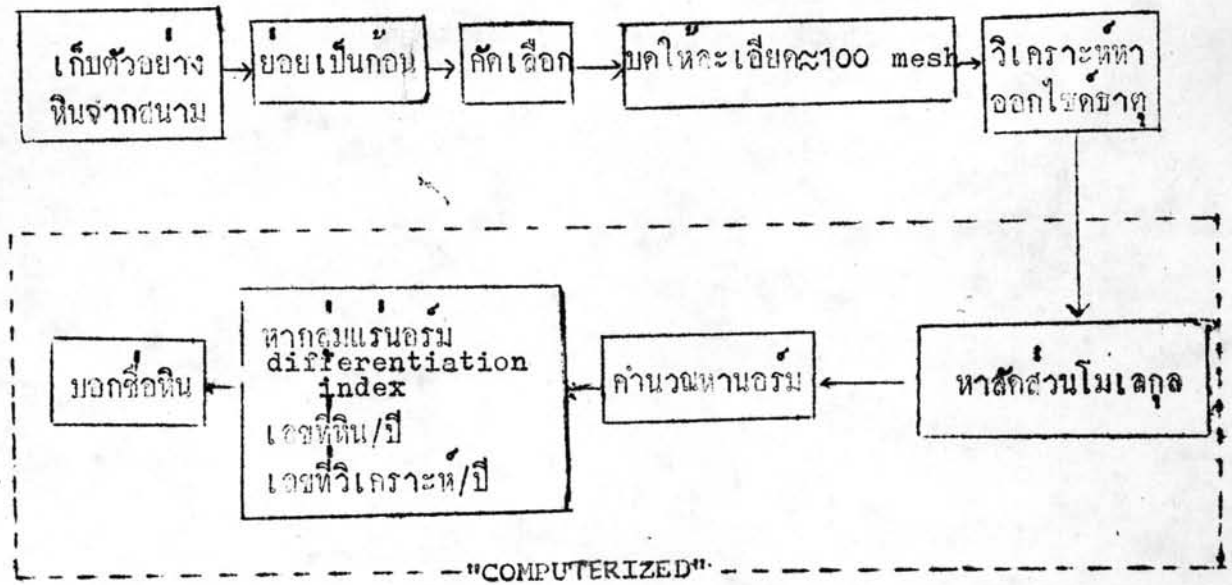 เก็บตัวอย่าง
หินจากสนาม
ย่อยเป็นก้อน
คัดเลือก
บดให้ละเอียด≈100 mesh
วิเคราะห์หา
ออกไซด์ธาตุ
หาสัดส่วนโมเลกุล
คำนวณหานอร์ม
หากลุ่มแร่นอร์ม
differentiation
index
เลขที่หิน/ปี
เลขที่วิเคราะห์/ปี
บอกชื่อหิน
"COMPUTERIZED"